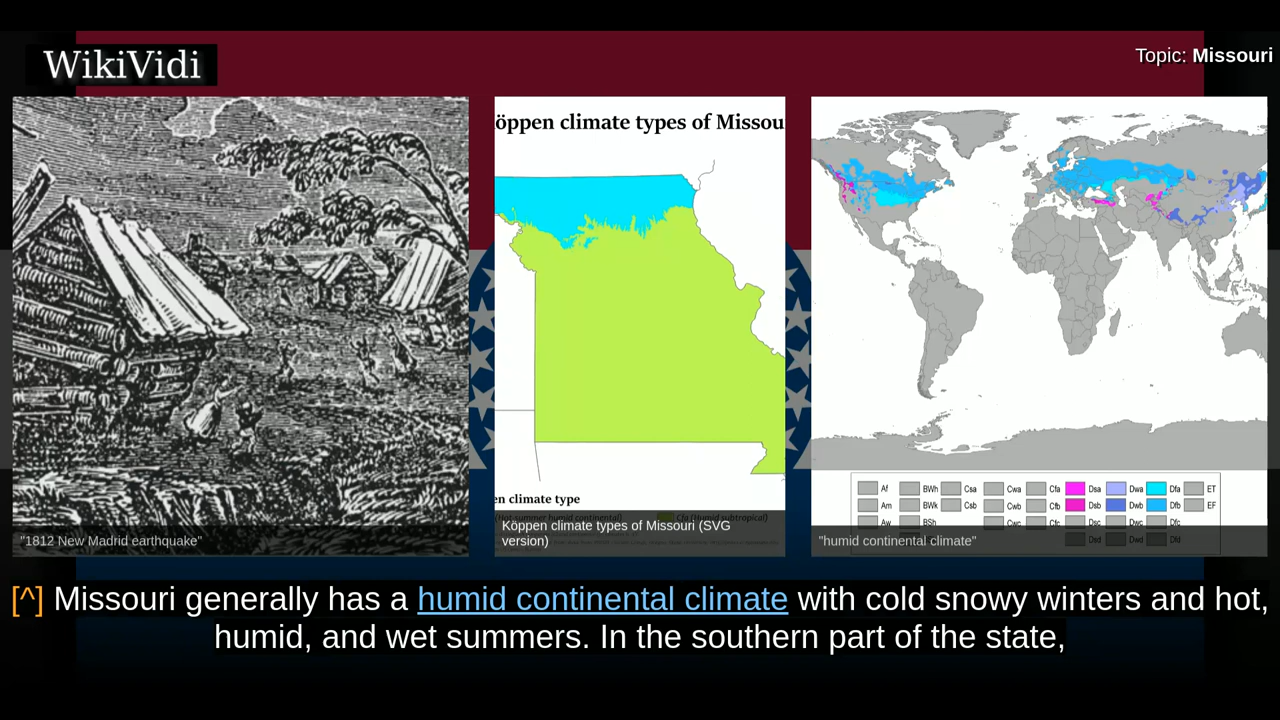 WikiVidi
Topic: Missouri
öppen climate types of Missou
en climate type
(Hot-summer humid continental)
Cfa (Humid subtropical)
"1812 New Madrid earthquake"
Köppen climate types of Missouri (SVG
version)
Af BWh Csa Cwa Cfa Dsa Dwa Dfa ET
Am BWk Csb Cwb Cfb Dsb Dwb Dfb EF
Aw BSh Cwc Cfc Dsc Dwc Dfc
Dsd Dwd Dfd
"humid continental climate"
[^] Missouri generally has a humid continental climate with cold snowy winters and hot,
humid, and wet summers. In the southern part of the state,